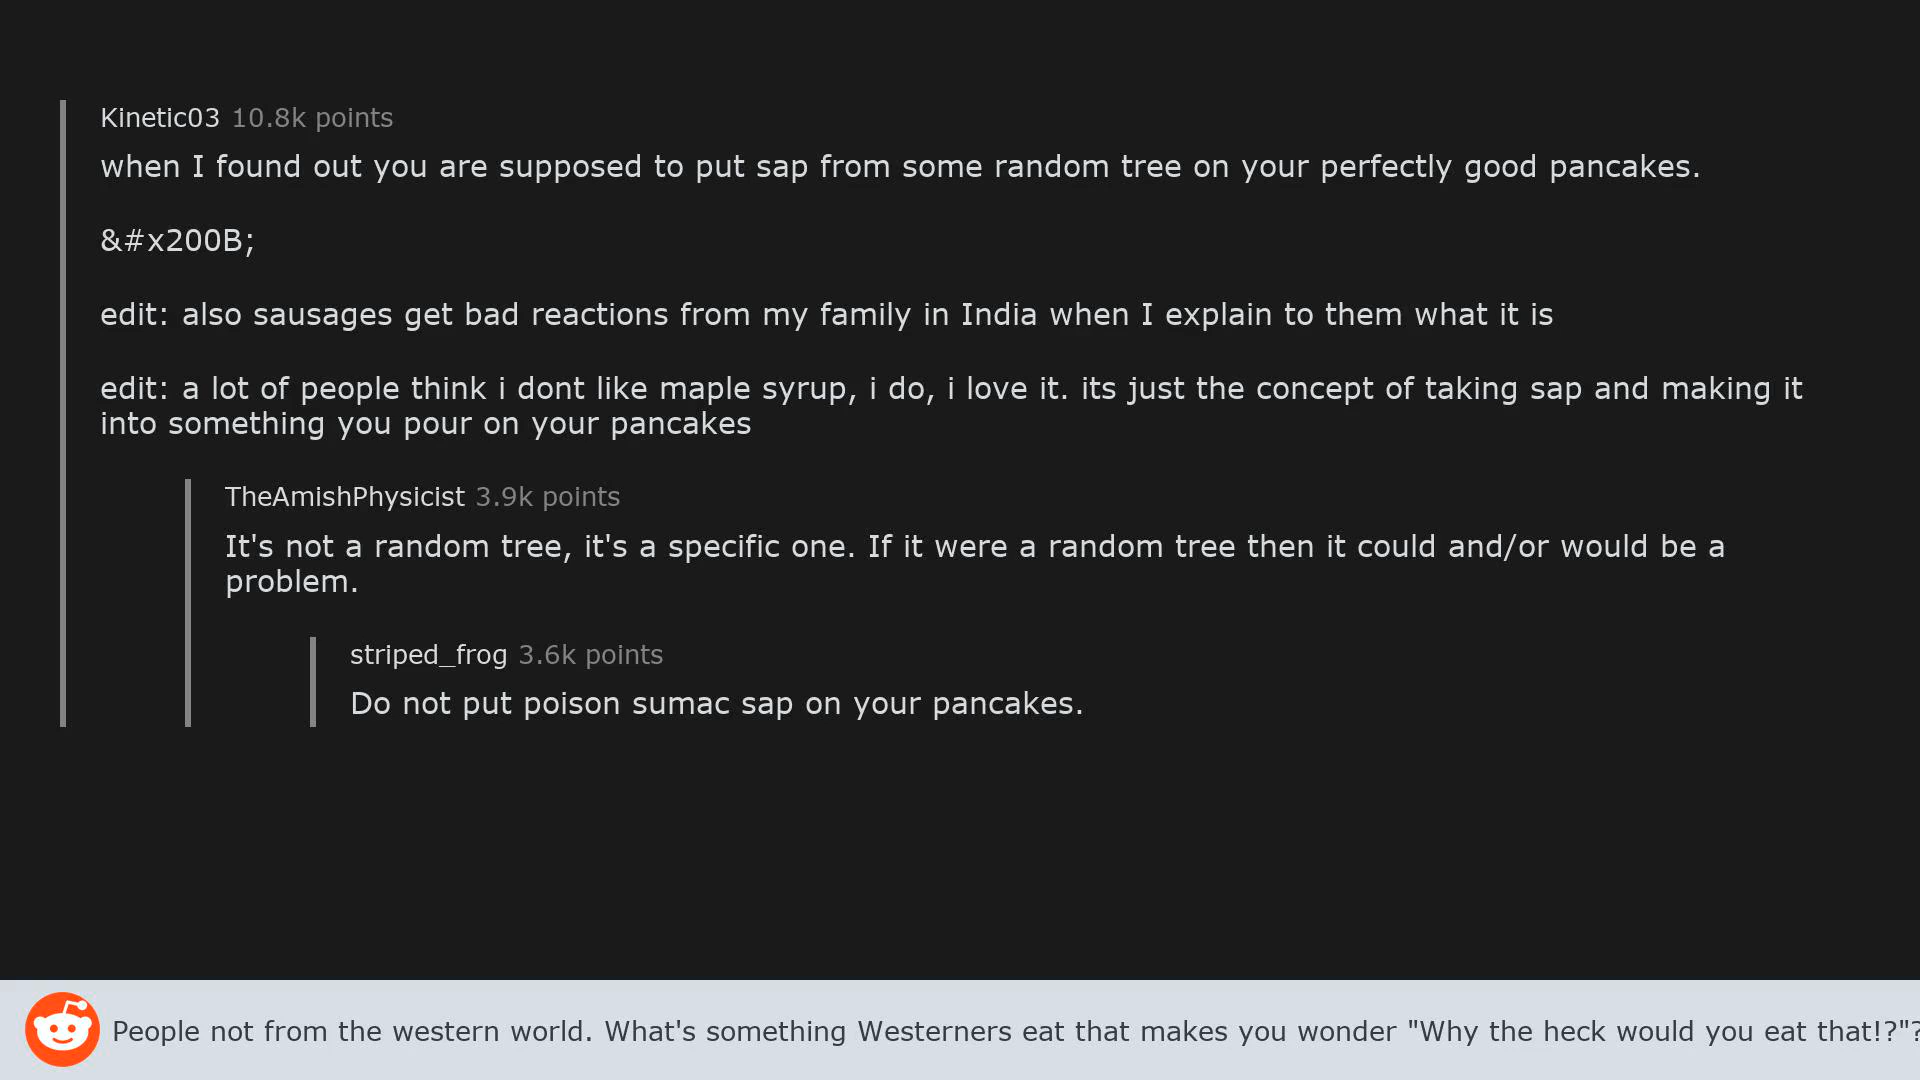 Kinetic03 10.8k points
when I found out you are supposed to put sap from some random tree on your perfectly good pancakes.
&#x200B;
edit: also sausages get bad reactions from my family in India when I explain to them what it is
edit: a lot of people think i dont like maple syrup, i do, i love it. its just the concept of taking sap and making it
into something you pour on your pancakes
TheAmishPhysicist 3.9k points
It's not a random tree, it's a specific one. If it were a random tree then it could and/or would be a
problem.
striped_frog 3.6k points
Do not put poison sumac sap on your pancakes.
People not from the western world. What's something Westerners eat that makes you wonder "Why the heck would you eat that!?"?